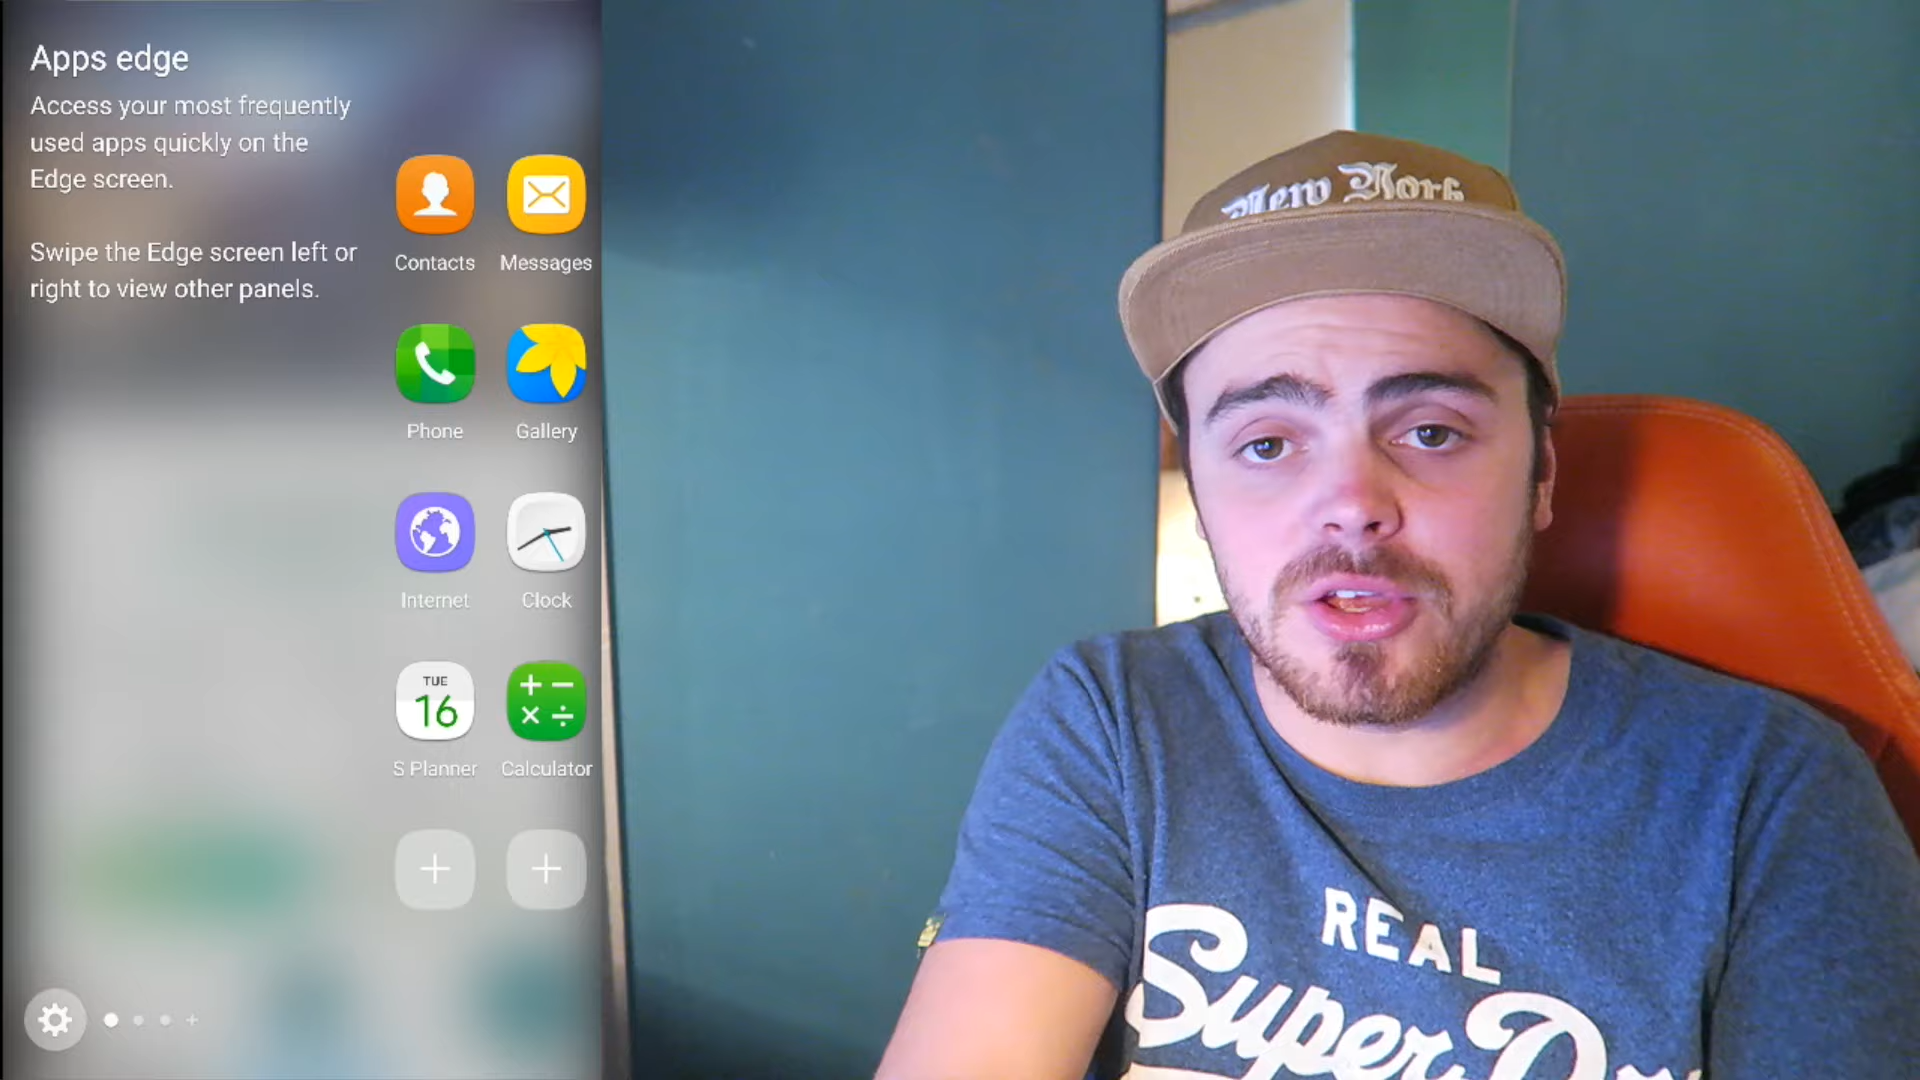 Apps edge
Access your most frequently
used apps quickly on the
Edge screen.
Swipe the Edge screen left or
right to view other panels.
Contacts
Messages
Phone
Gallery
Internet
Clock
TUE
16
S Planner
Calculator
New York
REAL
Super